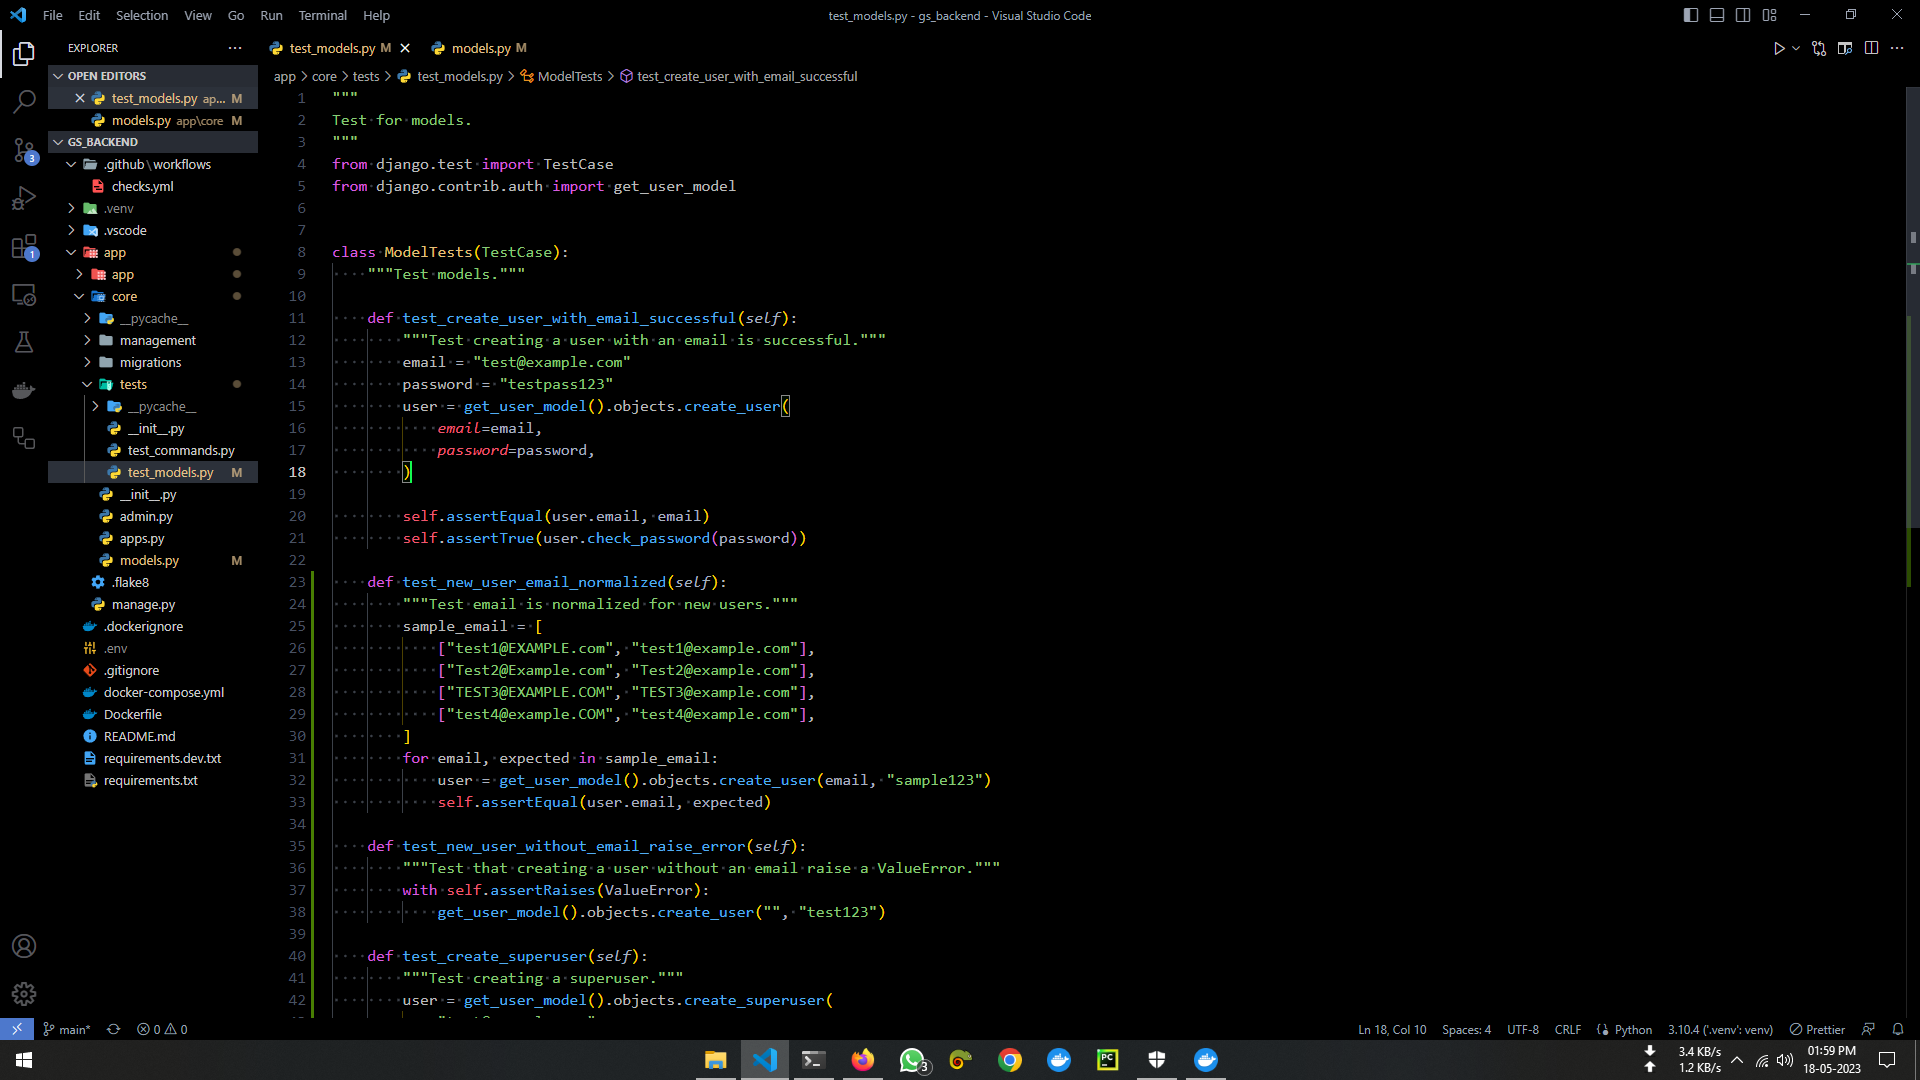 File Edit Selection View Go Run Terminal Help
test_models.py - gs_backend - Visual Studio Code
EXPLORER
OPEN EDITORS
test_models.py ap... M
models.py app\core M
GS_BACKEND
.github\workflows
checks.yml
.venv
.vscode
app
app
core
__pycache__
management
migrations
tests
__pycache__
__init__.py
test_commands.py
test_models.py M
__init__.py
admin.py
apps.py
models.py M
.flake8
manage.py
.dockerignore
.env
.gitignore
docker-compose.yml
Dockerfile
README.md
requirements.dev.txt
requirements.txt
3
1
test_models.py M
models.py M
app > core > tests > test_models.py > ModelTests > test_create_user_with_email_successful
1 """
2 Test for models.
3 """
4 from django.test import TestCase
5 from django.contrib.auth import get_user_model
6
7
8 class ModelTests(TestCase):
9     """Test models."""
10
11     def test_create_user_with_email_successful(self):
12         """Test creating a user with an email is successful."""
13         email = "test@example.com"
14         password = "testpass123"
15         user = get_user_model().objects.create_user(
16             email=email,
17             password=password,
18         )
19
20         self.assertEqual(user.email, email)
21         self.assertTrue(user.check_password(password))
22
23     def test_new_user_email_normalized(self):
24         """Test email is normalized for new users."""
25         sample_email = [
26             ["test1@EXAMPLE.com", "test1@example.com"],
27             ["Test2@Example.com", "Test2@example.com"],
28             ["TEST3@EXAMPLE.COM", "TEST3@example.com"],
29             ["test4@example.COM", "test4@example.com"],
30         ]
31         for email, expected in sample_email:
32             user = get_user_model().objects.create_user(email, "sample123")
33             self.assertEqual(user.email, expected)
34
35     def test_new_user_without_email_raise_error(self):
36         """Test that creating a user without an email raise a ValueError."""
37         with self.assertRaises(ValueError):
38             get_user_model().objects.create_user("", "test123")
39
40     def test_create_superuser(self):
41         """Test creating a superuser."""
42         user = get_user_model().objects.create_superuser(
main* 0 0
Ln 18, Col 10 Spaces: 4 UTF-8 CRLF Python 3.10.4 ('.venv': venv) Prettier
3
PC
3.4 KB/s
1.2 KB/s
01:59 PM
18-05-2023